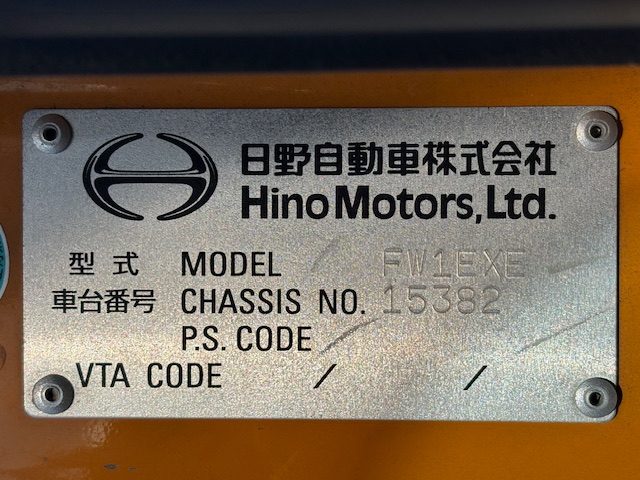 日野自動車株式会社
Hino Motors, Ltd.
型式 MODEL FW1EXE
車台番号 CHASSIS NO. 15382
P.S. CODE
VTA CODE / /